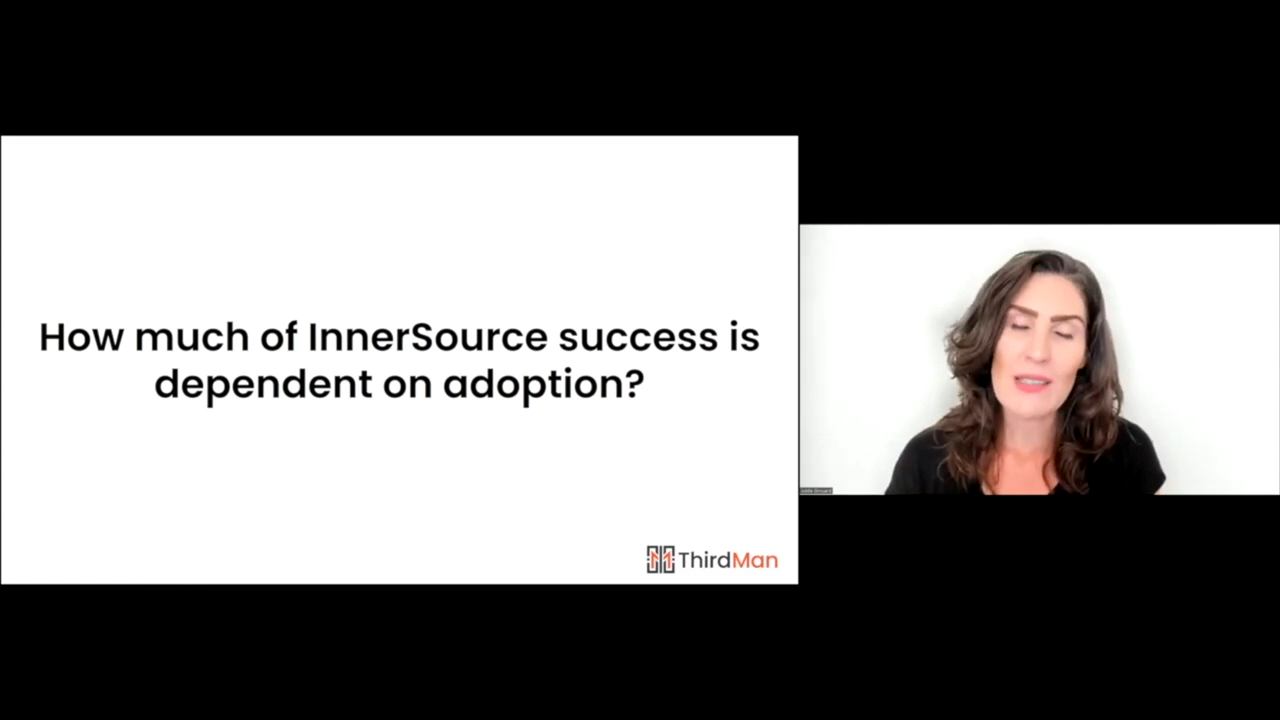 How much of InnerSource success is
dependent on adoption?
ThirdMan